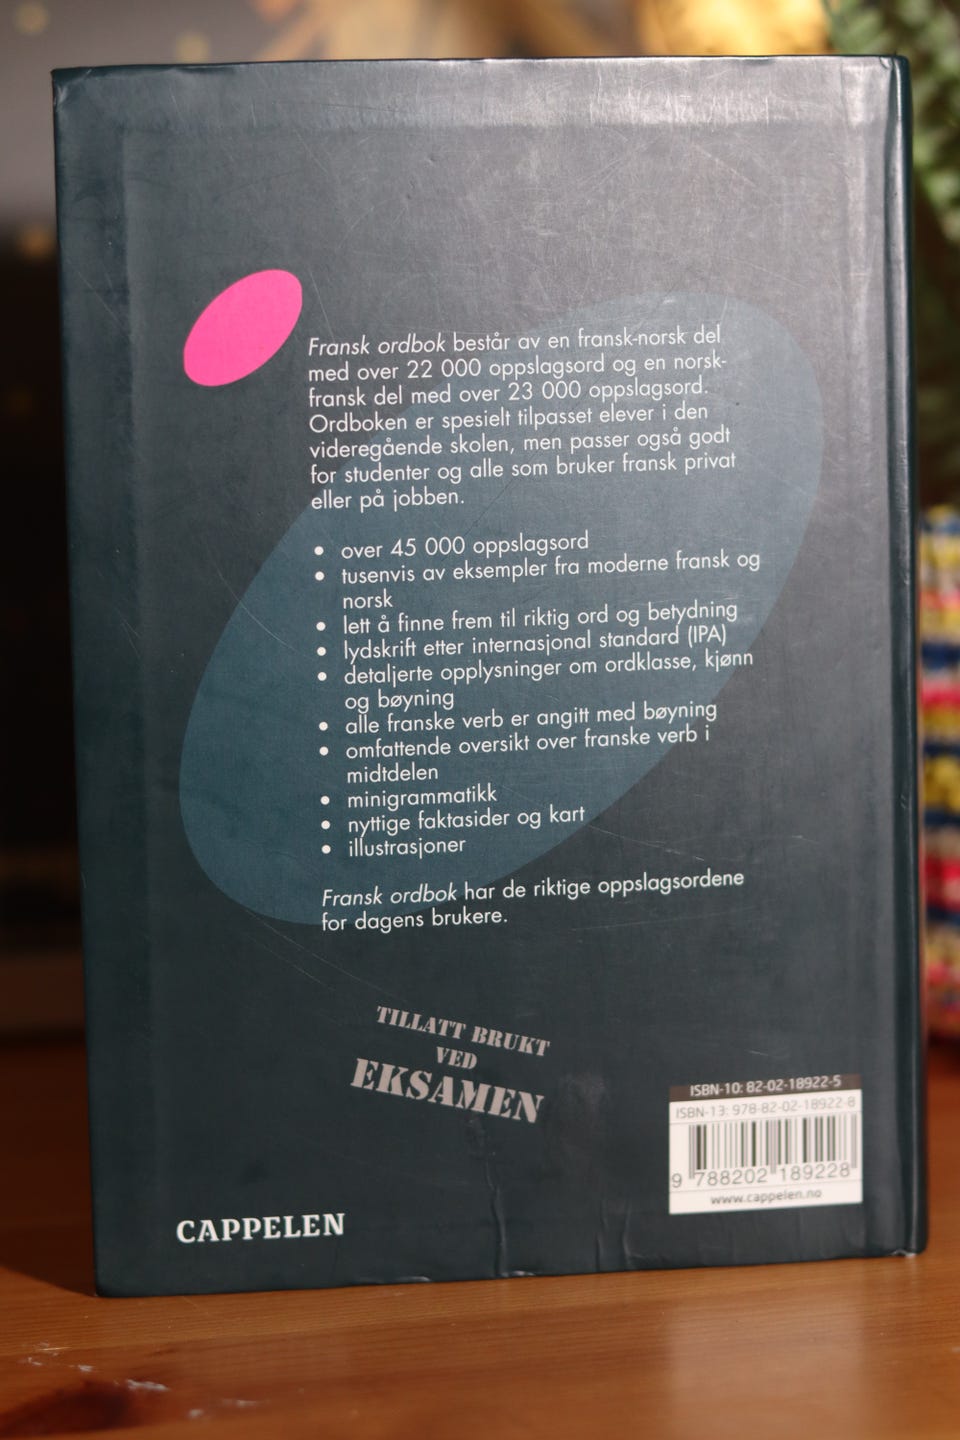 Fransk ordbok består av en fransk-norsk del
med over 22 000 oppslagsord og en norsk-
fransk del med over 23 000 oppslagsord.
Ordboken er spesielt tilpasset elever i den
videregående skolen, men passer også godt
for studenter og alle som bruker fransk privat
eller på jobben.
• over 45 000 oppslagsord
• tusenvis av eksempler fra moderne fransk og
norsk
• lett å finne frem til riktig ord og betydning
• lydskrift etter internasjonal standard (IPA)
• detaljerte opplysninger om ordklasse, kjønn
og bøyning
• alle franske verb er angitt med bøyning
• omfattende oversikt over franske verb i
midtdelen
• minigrammatikk
• nyttige faktasider og kart
• illustrasjoner
Fransk ordbok har de riktige oppslagsordene
for dagens brukere.
TILLATT BRUKT
VED
EKSAMEN
ISBN-10: 82-02-18922-5
ISBN-13: 978-82-02-18922-8
9 788202 189228
www.cappelen.no
CAPPELEN